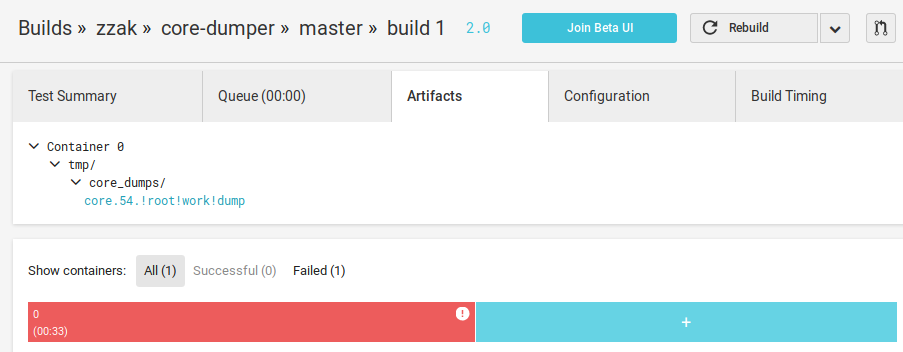 Builds » zzak » core-dumper » master » build 1 2.0 Join Beta UI Rebuild
Test Summary Queue (00:00) Artifacts Configuration Build Timing
Container 0
tmp/
core_dumps/
core.54.!root!work!dump
Show containers: All (1) Successful (0) Failed (1)
0 ! +
(00:33)